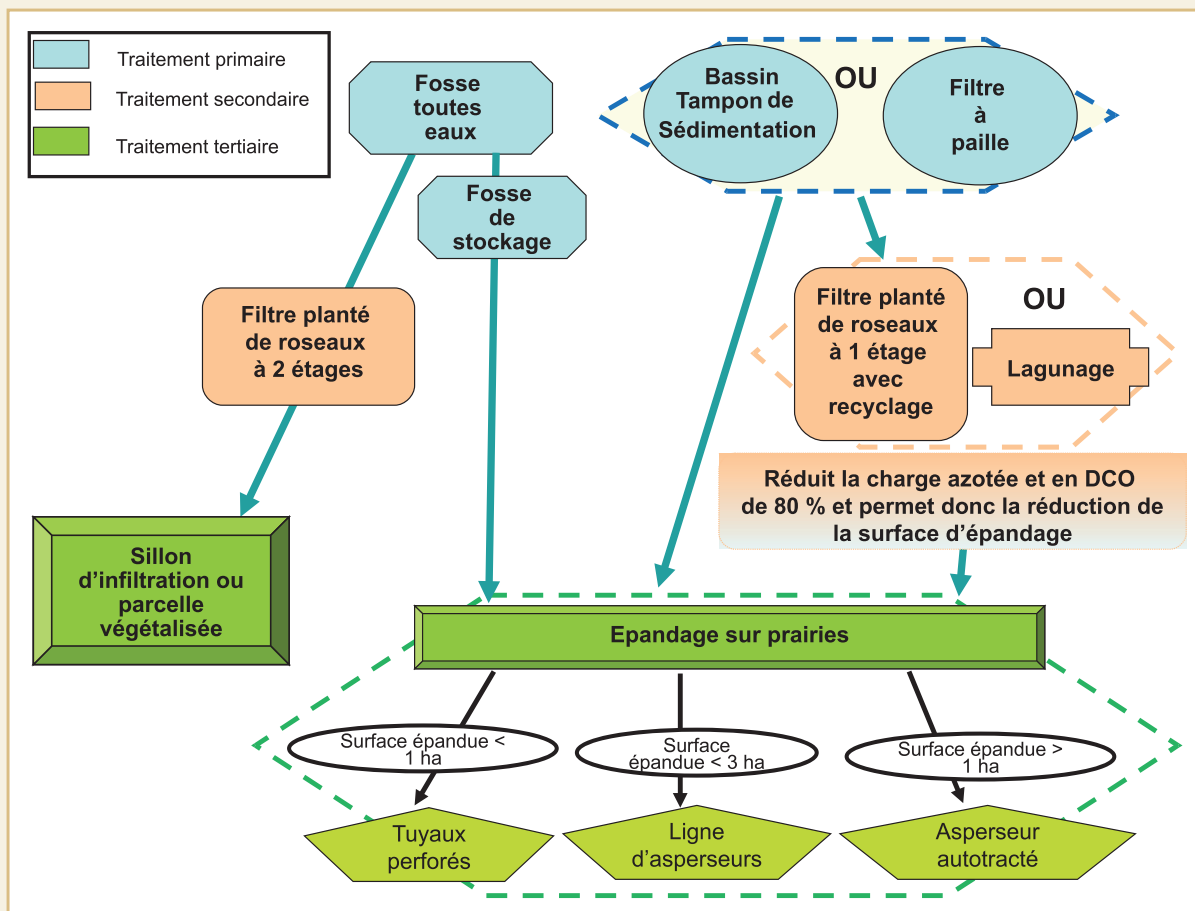 Traitement primaire
Traitement secondaire
Traitement tertiaire
Fosse
toutes
eaux
Fosse
de
stockage
Bassin
Tampon de
Sédimentation
OU
Filtre
à
paille
Filtre planté
de roseaux
à 2 étages
Filtre planté
de roseaux
à 1 étage
avec
recyclage
OU
Lagunage
Réduit la charge azotée et en DCO
de 80 % et permet donc la réduction de
la surface d'épandage
Sillon
d'infiltration ou
parcelle
végétalisée
Epandage sur prairies
Surface épandue <
1 ha
Surface
épandue < 3 ha
Surface épandue >
1 ha
Tuyaux
perforés
Ligne
d'asperseurs
Asperseur
autotracté